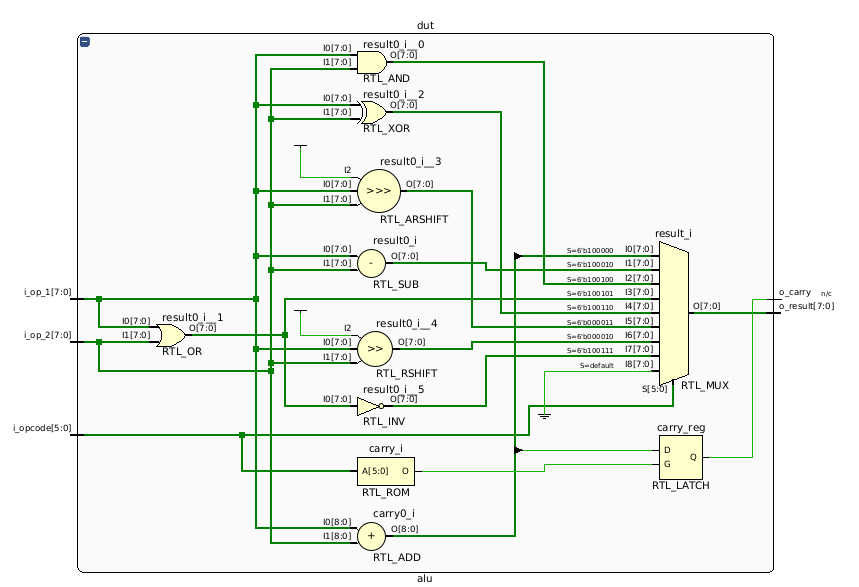 dut
result0_i__0
I0[7:0]
O[7:0]
I1[7:0]
RTL_AND
result0_i__2
I0[7:0]
O[7:0]
I1[7:0]
RTL_XOR
result0_i__3
I2
I0[7:0]
>>>
O[7:0]
I1[7:0]
RTL_ARSHIFT
result0_i
I0[7:0]
-
O[7:0]
I1[7:0]
RTL_SUB
i_op_1[7:0]
result0_i__1
I0[7:0]
O[7:0]
i_op_2[7:0]
I1[7:0]
RTL_OR
result0_i__4
I2
I0[7:0]
>>
O[7:0]
I1[7:0]
RTL_RSHIFT
result0_i__5
I0[7:0]
O[7:0]
RTL_INV
i_opcode[5:0]
carry_i
A[5:0] O
RTL_ROM
carry0_i
I0[8:0]
+
O[8:0]
I1[8:0]
RTL_ADD
result_i
S=6'b100000 I0[7:0]
S=6'b100010 I1[7:0]
S=6'b100100 I2[7:0]
S=6'b100101 I3[7:0]
S=6'b100110 I4[7:0]
S=6'b000011 I5[7:0]
S=6'b000010 I6[7:0]
S=6'b100111 I7[7:0]
S=default I8[7:0]
O[7:0]
S[5:0]
RTL_MUX
carry_reg
D
Q
G
RTL_LATCH
o_carry n/c
o_result[7:0]
alu